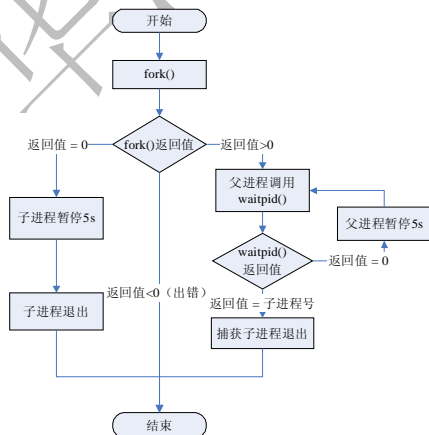 开始
fork()
fork()返回值
返回值 = 0
返回值>0
父进程调用
waitpid()
子进程暂停5s
父进程暂停5s
waitpid()
返回值
返回值 = 0
返回值<0（出错）
返回值 = 子进程号
子进程退出
捕获子进程退出
结束